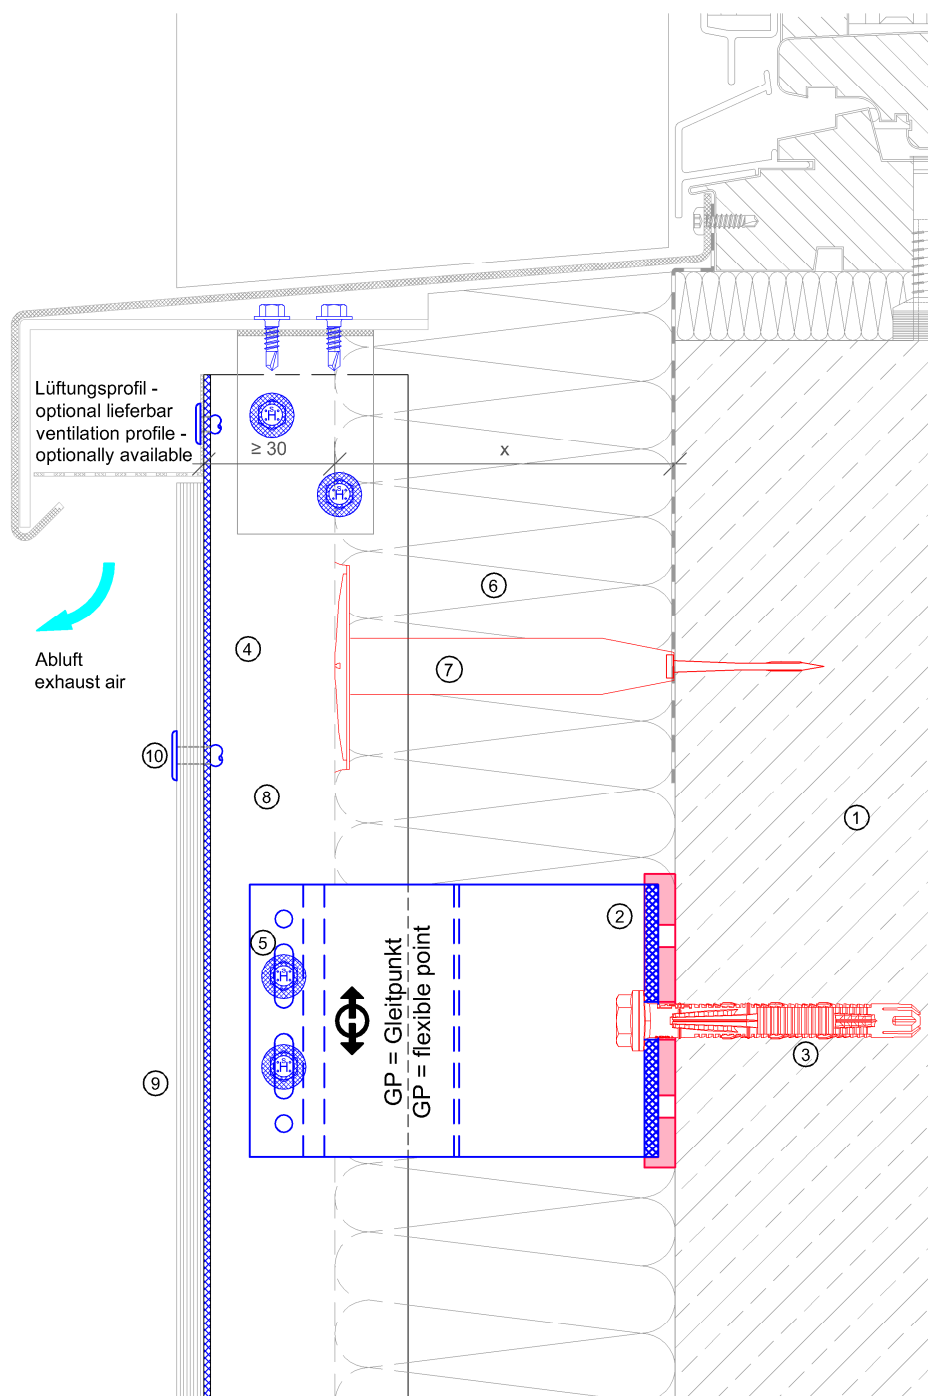 Lüftungsprofil -
optional lieferbar
ventilation profile -
optionally available
≥ 30
x
6
4
7
Abluft
exhaust air
10
8
1
2
5
GP = Gleitpunkt
GP = flexible point
3
9